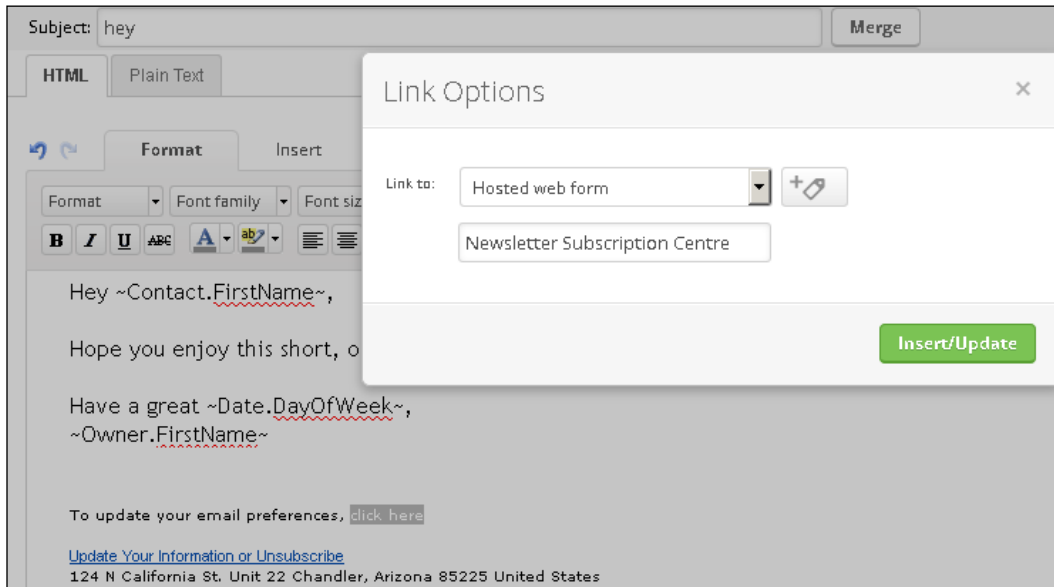 Subject: hey Merge
HTML Plain Text
Link Options ×
Format Insert
Link to: Hosted web form
Format Font family Font siz
B I U ABC A ab
Newsletter Subscription Centre
Hey ~Contact.FirstName~,
Hope you enjoy this short, o
Insert/Update
Have a great ~Date.DayOfWeek~,
~Owner.FirstName~
To update your email preferences, click here
Update Your Information or Unsubscribe
124 N California St. Unit 22 Chandler, Arizona 85225 United States